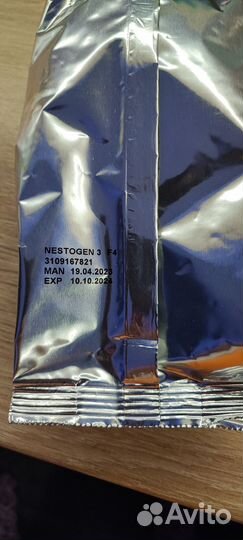 NESTOGEN 3 F4
3109167821
MAN 19.04.2023
EXP 10.10.2024
Avito